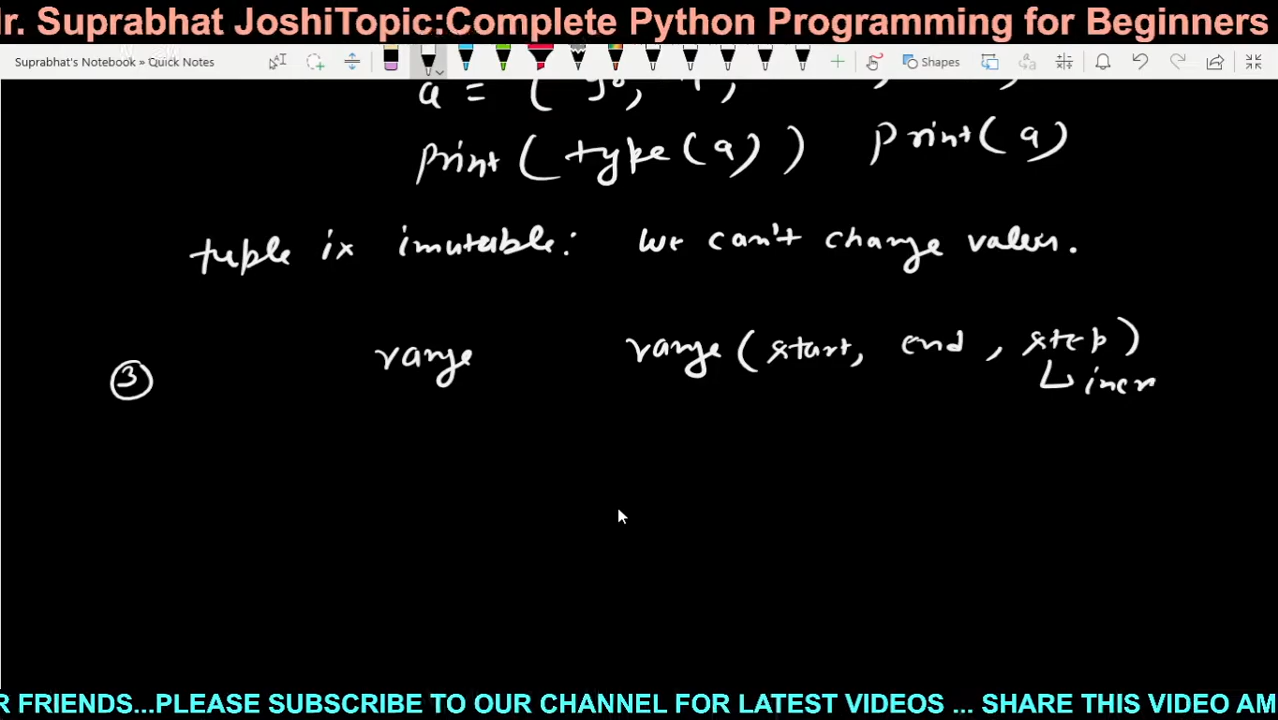 r. Suprabhat JoshiTopic:Complete Python Programming for Beginners
Suprabhat's Notebook » Quick Notes Shapes
a = (
print ( type (a) ) print( a )
tuple is imutable: we can't change values.
③ range range ( start, end , step )
incr
R FRIENDS...PLEASE SUBSCRIBE TO OUR CHANNEL FOR LATEST VIDEOS ... SHARE THIS VIDEO AM